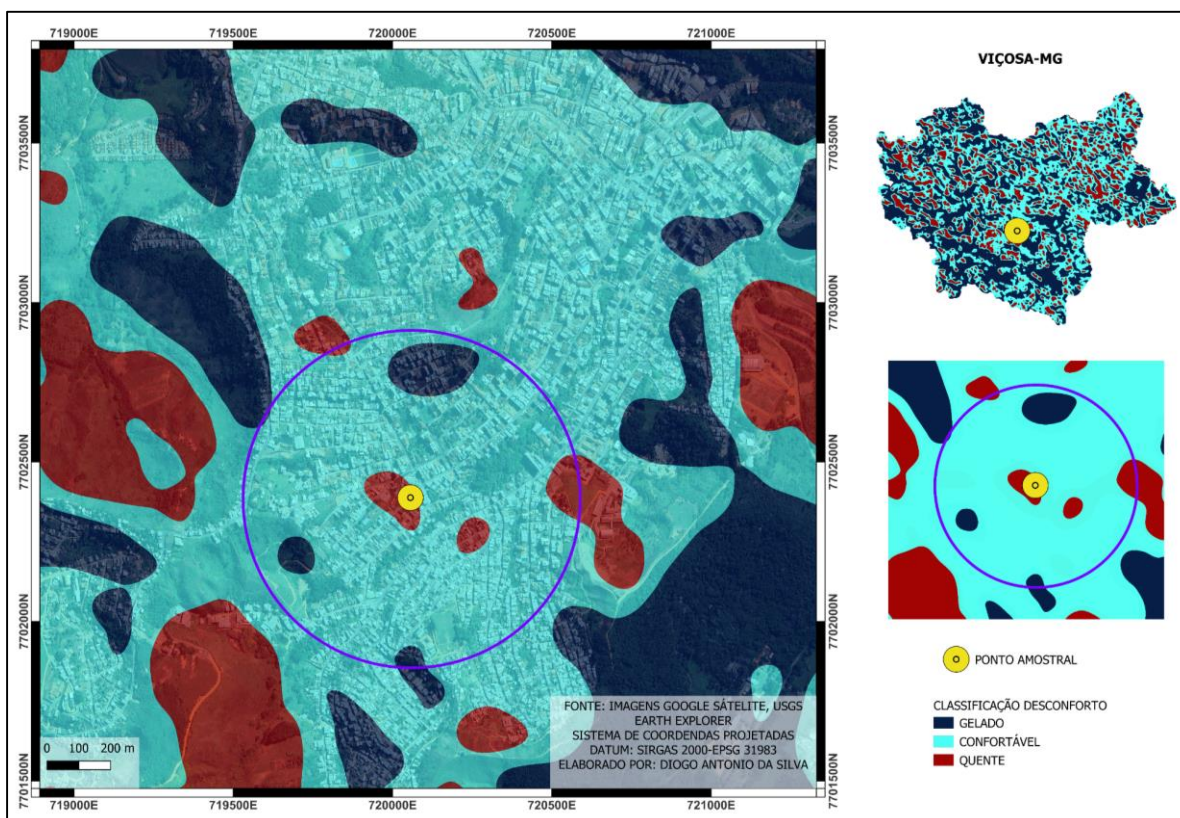 719000E
719500E
720000E
720500E
721000E
7703500N
7703500N
7703000N
7703000N
7702500N
7702500N
7702000N
7702000N
7701500N
7701500N
0 100 200 m
FONTE: IMAGENS GOOGLE SÁTELITE, USGS
EARTH EXPLORER
SISTEMA DE COORDENDAS PROJETADAS
DATUM: SIRGAS 2000-EPSG 31983
ELABORADO POR: DIOGO ANTONIO DA SILVA
719000E
719500E
720000E
720500E
721000E
VIÇOSA-MG
PONTO AMOSTRAL
CLASSIFICAÇÃO DESCONFORTO
GELADO
CONFORTÁVEL
QUENTE